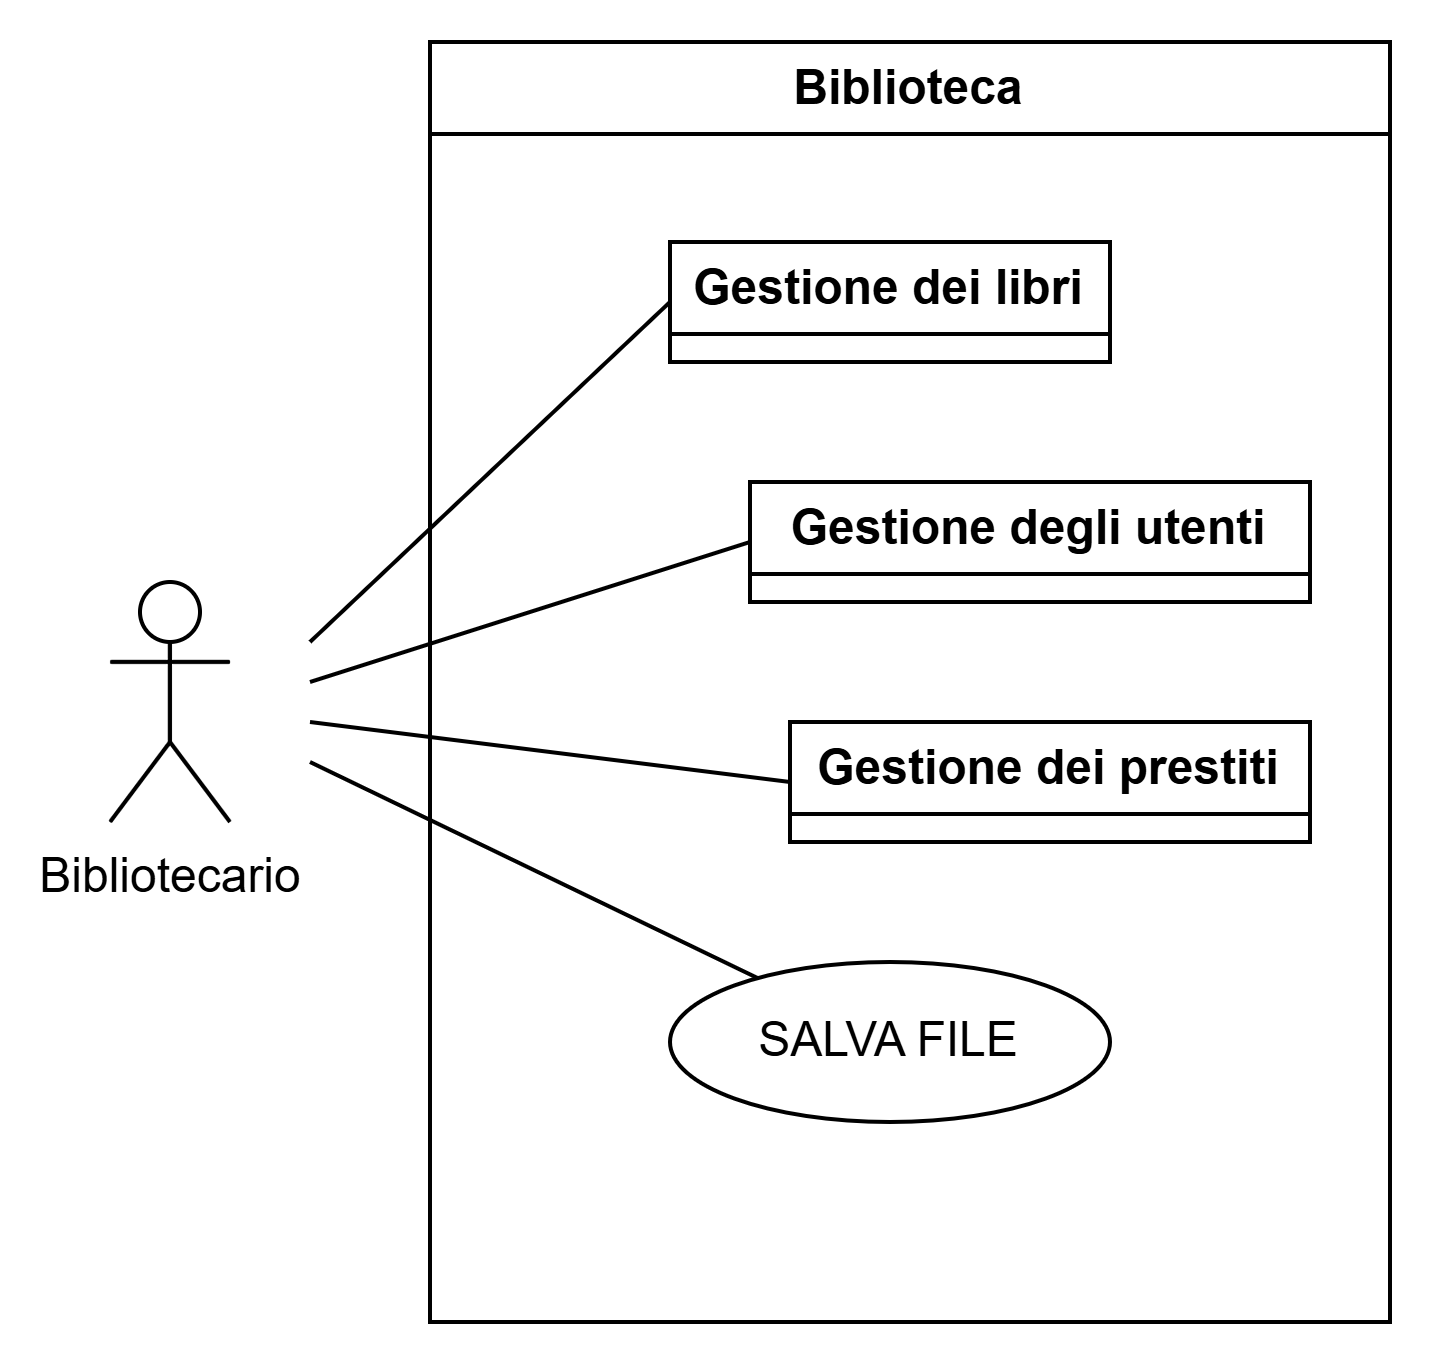 Biblioteca
Gestione dei libri
Gestione degli utenti
Gestione dei prestiti
Bibliotecario
SALVA FILE